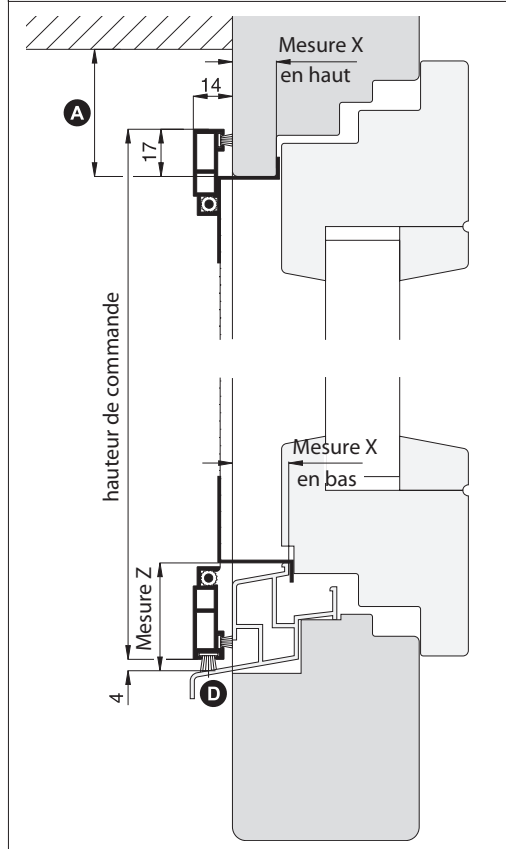 Mesure X
en haut
14
A
17
hauteur de commande
Mesure X
en bas
Mesure Z
4
D